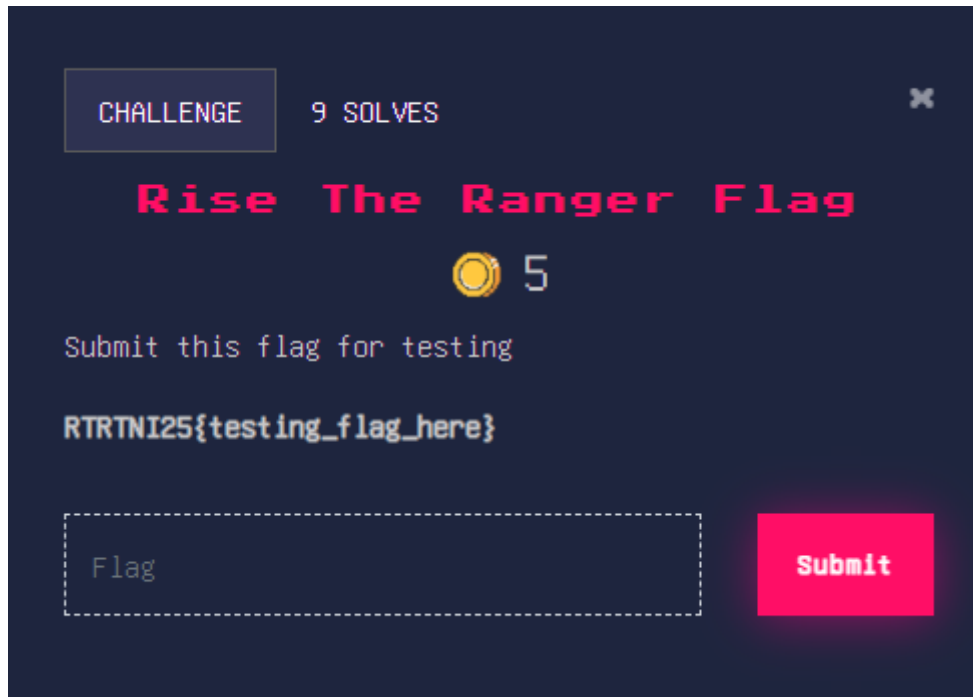 CHALLENGE 9 SOLVES ✖
Rise The Ranger Flag
5
Submit this flag for testing
RTRTNI25{testing_flag_here}
Flag Submit